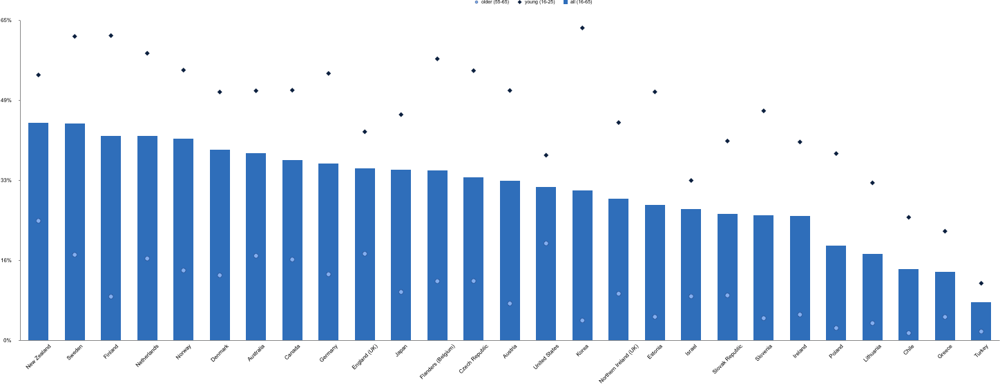 older (55-65) young (16-25) all (16-65)
65%
49%
33%
16%
0%
New Zealand
Sweden
Finland
Netherlands
Norway
Denmark
Australia
Canada
Germany
England (UK)
Japan
Flanders (Belgium)
Czech Republic
Austria
United States
Korea
Northern Ireland (UK)
Estonia
Israel
Slovak Republic
Slovenia
Ireland
Poland
Lithuania
Chile
Greece
Turkey